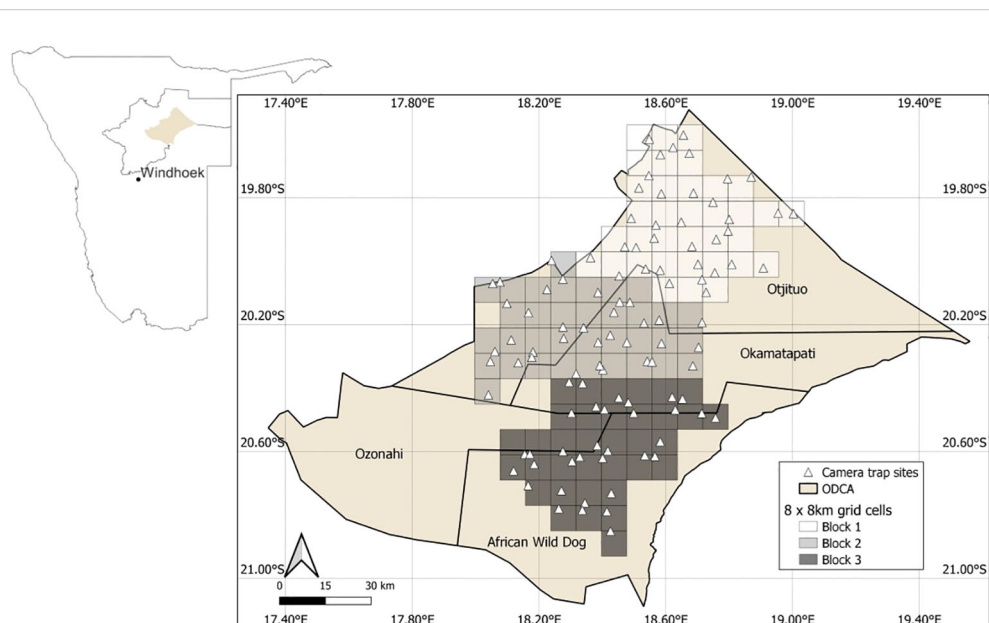 Windhoek
17.40°E 17.80°E 18.20°E 18.60°E 19.00°E 19.40°E
19.80°S 19.80°S
Otjituo
20.20°S 20.20°S
Okamatapati
20.60°S 20.60°S
Ozonahi
African Wild Dog
Camera trap sites
ODCA
8 x 8km grid cells
Block 1
Block 2
Block 3
21.00°S 21.00°S
0 15 30 km
17.40°E 17.80°E 18.20°E 18.60°E 19.00°E 19.40°E